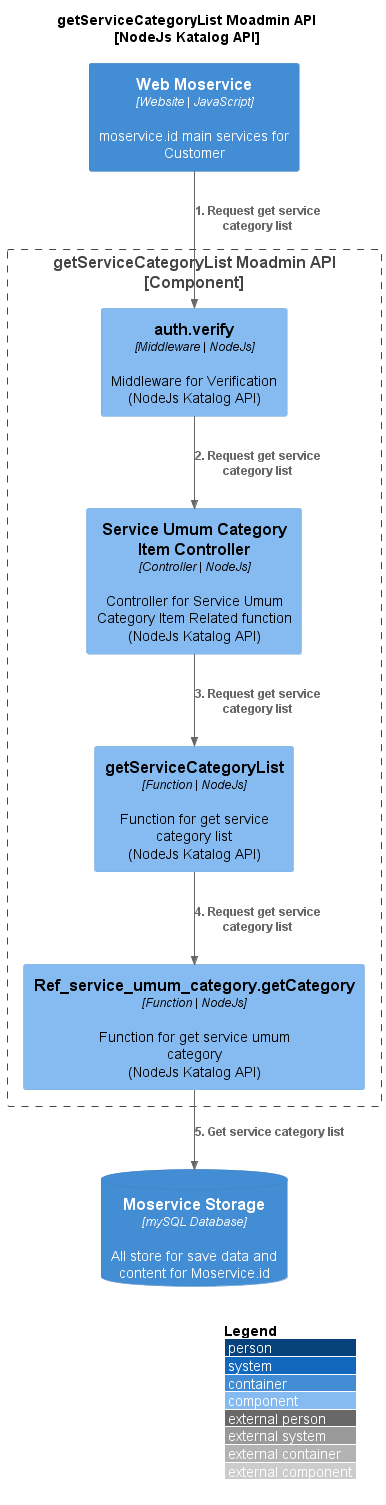 getServiceCategoryList Moadmin API
[NodeJs Katalog API]
Web Moservice
[Website | JavaScript]
moservice.id main services for
Customer
1. Request get service
category list
getServiceCategoryList Moadmin API
[Component]
auth.verify
[Middleware | NodeJs]
Middleware for Verification
(NodeJs Katalog API)
2. Request get service
category list
Service Umum Category
Item Controller
[Controller | NodeJs]
Controller for Service Umum
Category Item Related function
(NodeJs Katalog API)
3. Request get service
category list
getServiceCategoryList
[Function | NodeJs]
Function for get service
category list
(NodeJs Katalog API)
4. Request get service
category list
Ref_service_umum_category.getCategory
[Function | NodeJs]
Function for get service umum
category
(NodeJs Katalog API)
5. Get service category list
Moservice Storage
[mySQL Database]
All store for save data and
content for Moservice.id
Legend
person
system
container
component
external person
external system
external container
external component